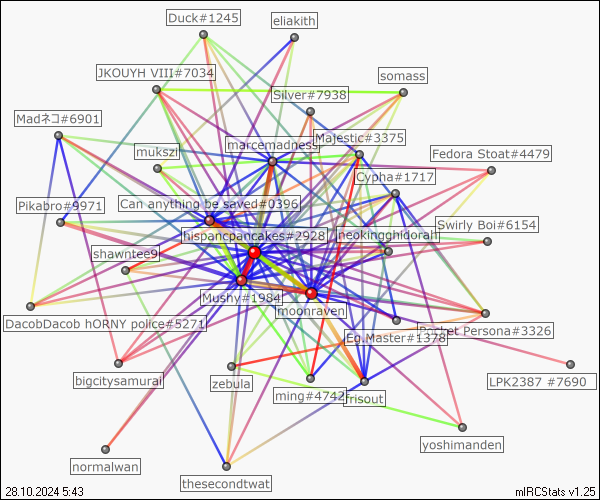 Duck#1245
eliakith
JKOUYH VIII#7034
somass
Silver#7938
Madネコ#6901
marcemadness
Majestic#3375
mukszi
Fedora Stoat#4479
Cypha#1717
Pikabro#9971
Can anything be saved#0396
Swirly Boi#6154
hispancpancakes#2928
neokingghidorah
shawntee9
Mushy#1984
moonraven
DacobDacob hORNY police#5271
Pocket Persona#3326
Eg.Master#1378
bigcitysamurai
zebula
LPK2387 #7690
ming#4742
frisout
yoshimanden
normalwan
thesecondtwat
28.10.2024 5:43
mIRCStats v1.25